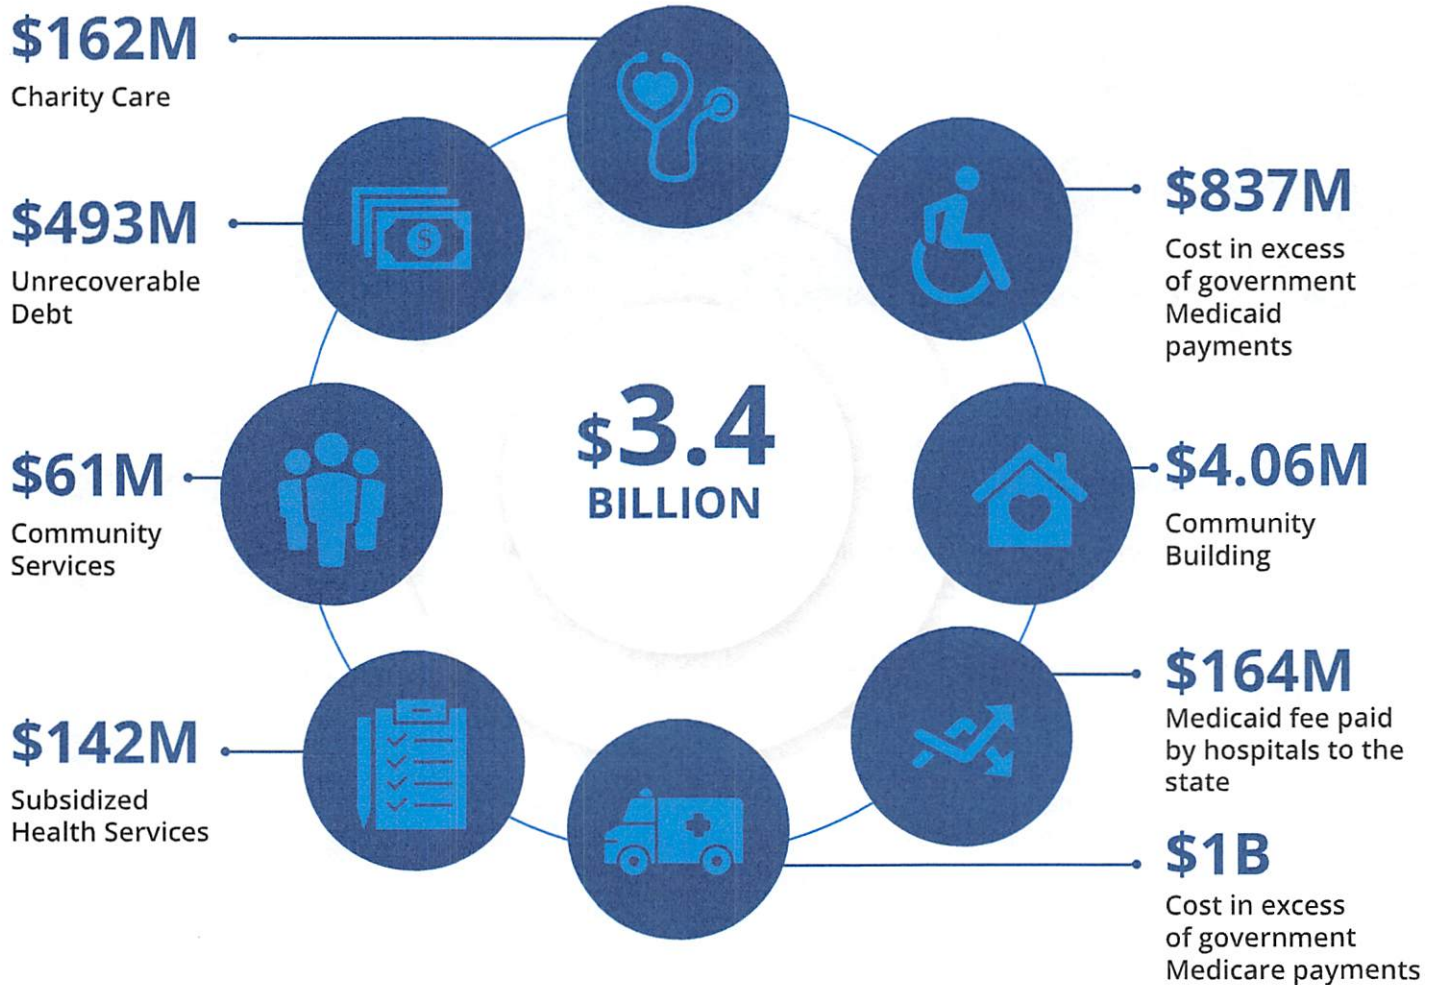 $162M
Charity Care
$493M
Unrecoverable
Debt
$61M
Community
Services
$142M
Subsidized
Health Services
$3.4
BILLION
$837M
Cost in excess
of government
Medicaid
payments
$4.06M
Community
Building
$164M
Medicaid fee paid
by hospitals to the
state
$1B
Cost in excess
of government
Medicare payments
$